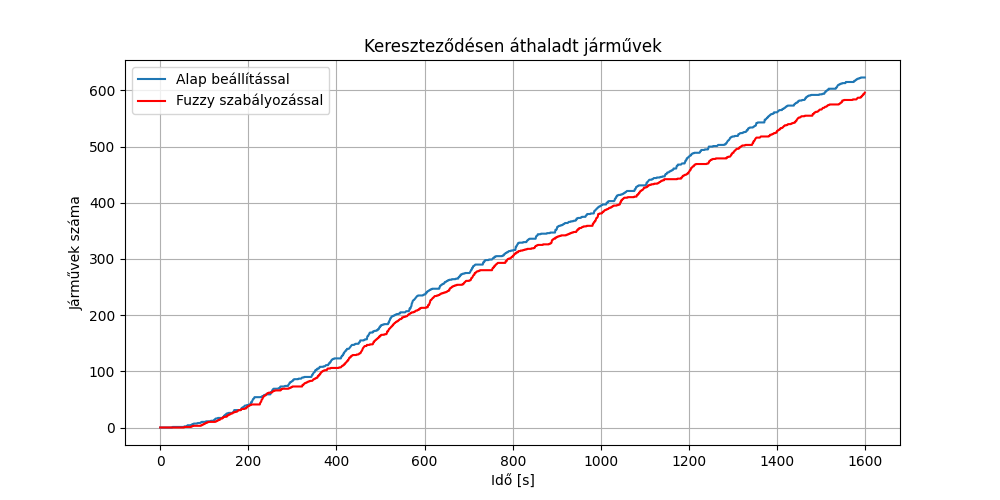 Kereszteződésen áthaladt járművek
Alap beállítással
Fuzzy szabályozással
Járművek száma
600
500
400
300
200
100
0
0 200 400 600 800 1000 1200 1400 1600
Idő [s]